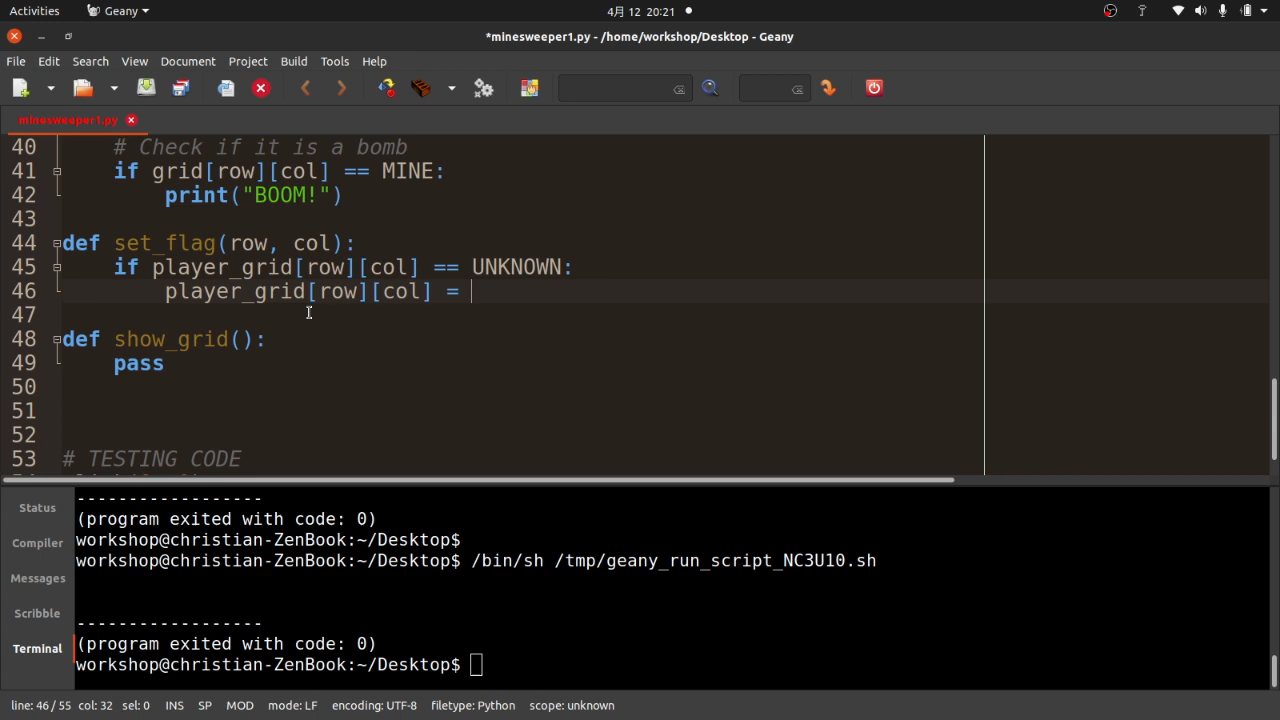 Activities Geany 4月 12 20:21
*minesweeper1.py - /home/workshop/Desktop - Geany
File Edit Search View Document Project Build Tools Help
minesweeper1.py
40 # Check if it is a bomb
41 if grid[row][col] == MINE:
42 print("BOOM!")
43
44 def set_flag(row, col):
45 if player_grid[row][col] == UNKNOWN:
46 player_grid[row][col] =
47
48 def show_grid():
49 pass
50
51
52
53 # TESTING CODE
Status
Compiler
Messages
Scribble
Terminal
------------------
(program exited with code: 0)
workshop@christian-ZenBook:~/Desktop$
workshop@christian-ZenBook:~/Desktop$ /bin/sh /tmp/geany_run_script_NC3U10.sh
------------------
(program exited with code: 0)
workshop@christian-ZenBook:~/Desktop$
line: 46 / 55 col: 32 sel: 0 INS SP MOD mode: LF encoding: UTF-8 filetype: Python scope: unknown